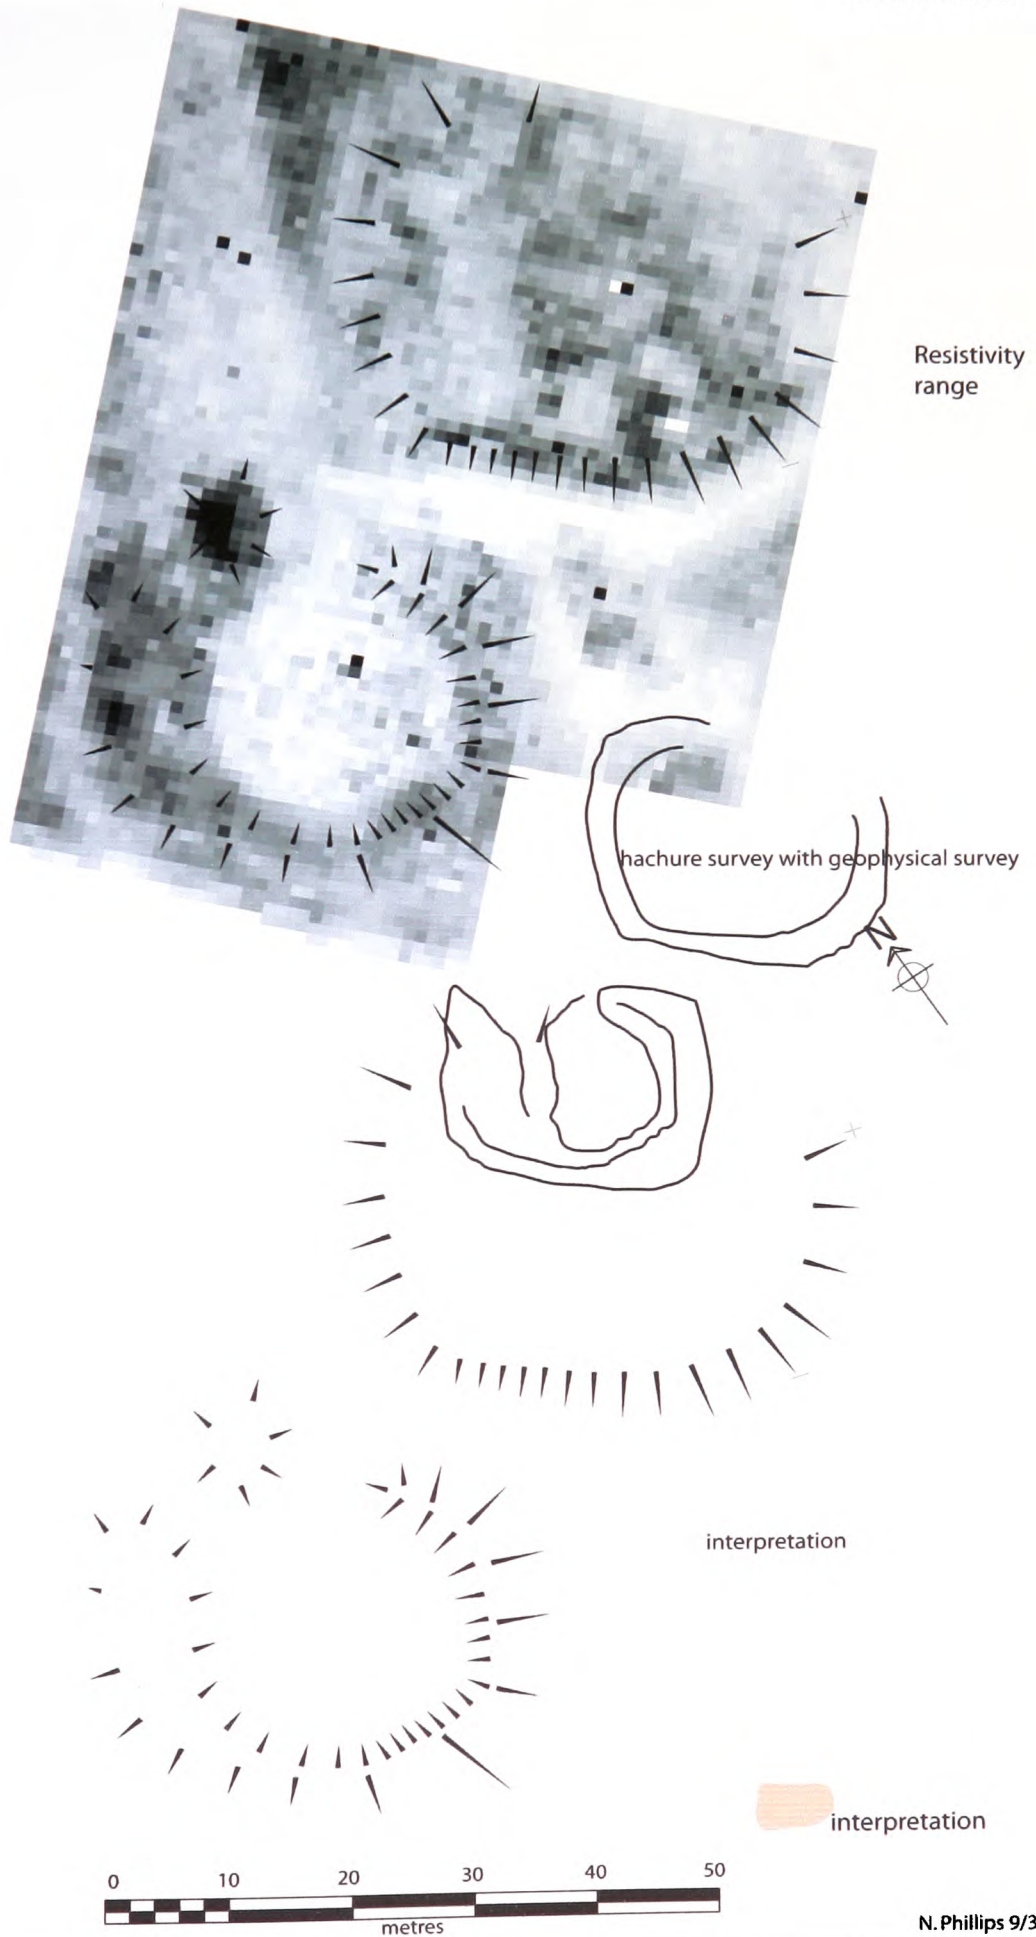 Resistivity
range
hachure survey with geophysical survey
N
interpretation
interpretation
0 10 20 30 40 50
metres
N. Phillips 9/3